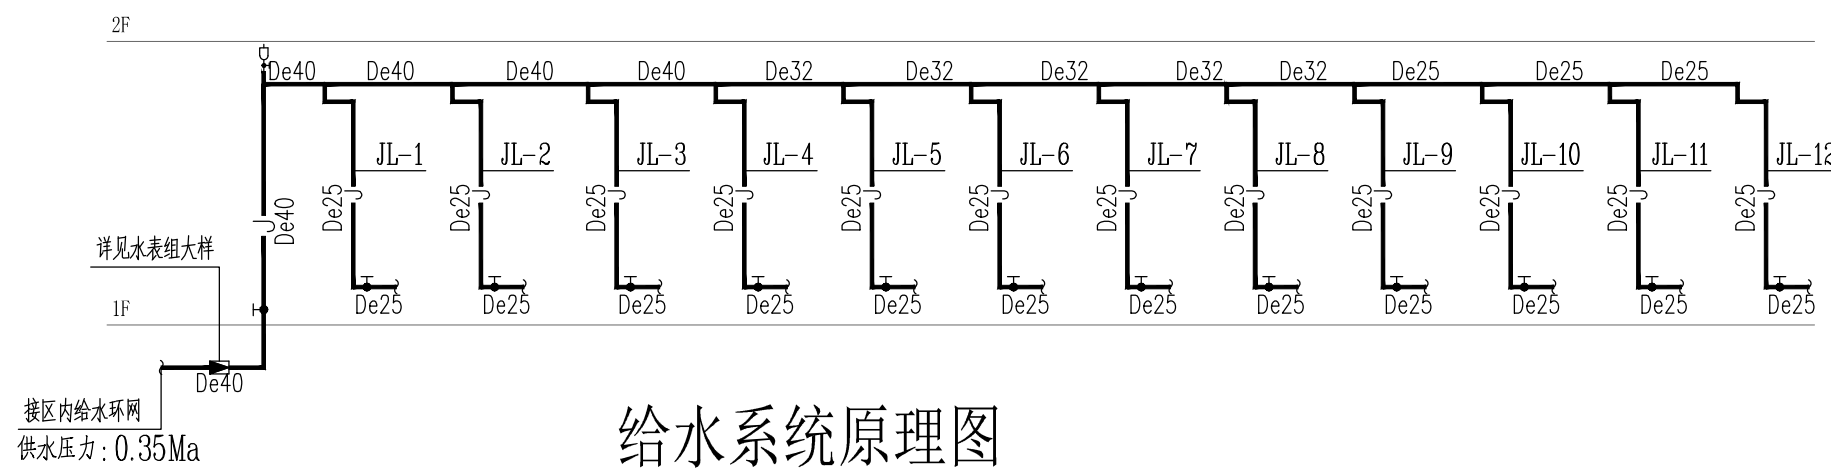 2F
De40 De40 De40 De40 De32 De32 De32 De32 De32 De25 De25 De25
JL-1 JL-2 JL-3 JL-4 JL-5 JL-6 JL-7 JL-8 JL-9 JL-10 JL-11 JL-12
J J J J J J J J J J J J J
De40 De25 De25 De25 De25 De25 De25 De25 De25 De25 De25 De25 De25
详见水表组大样
De25 De25 De25 De25 De25 De25 De25 De25 De25 De25 De25 De25
1F
De40
接区内给水环网
供水压力:0.35Ma
给水系统原理图